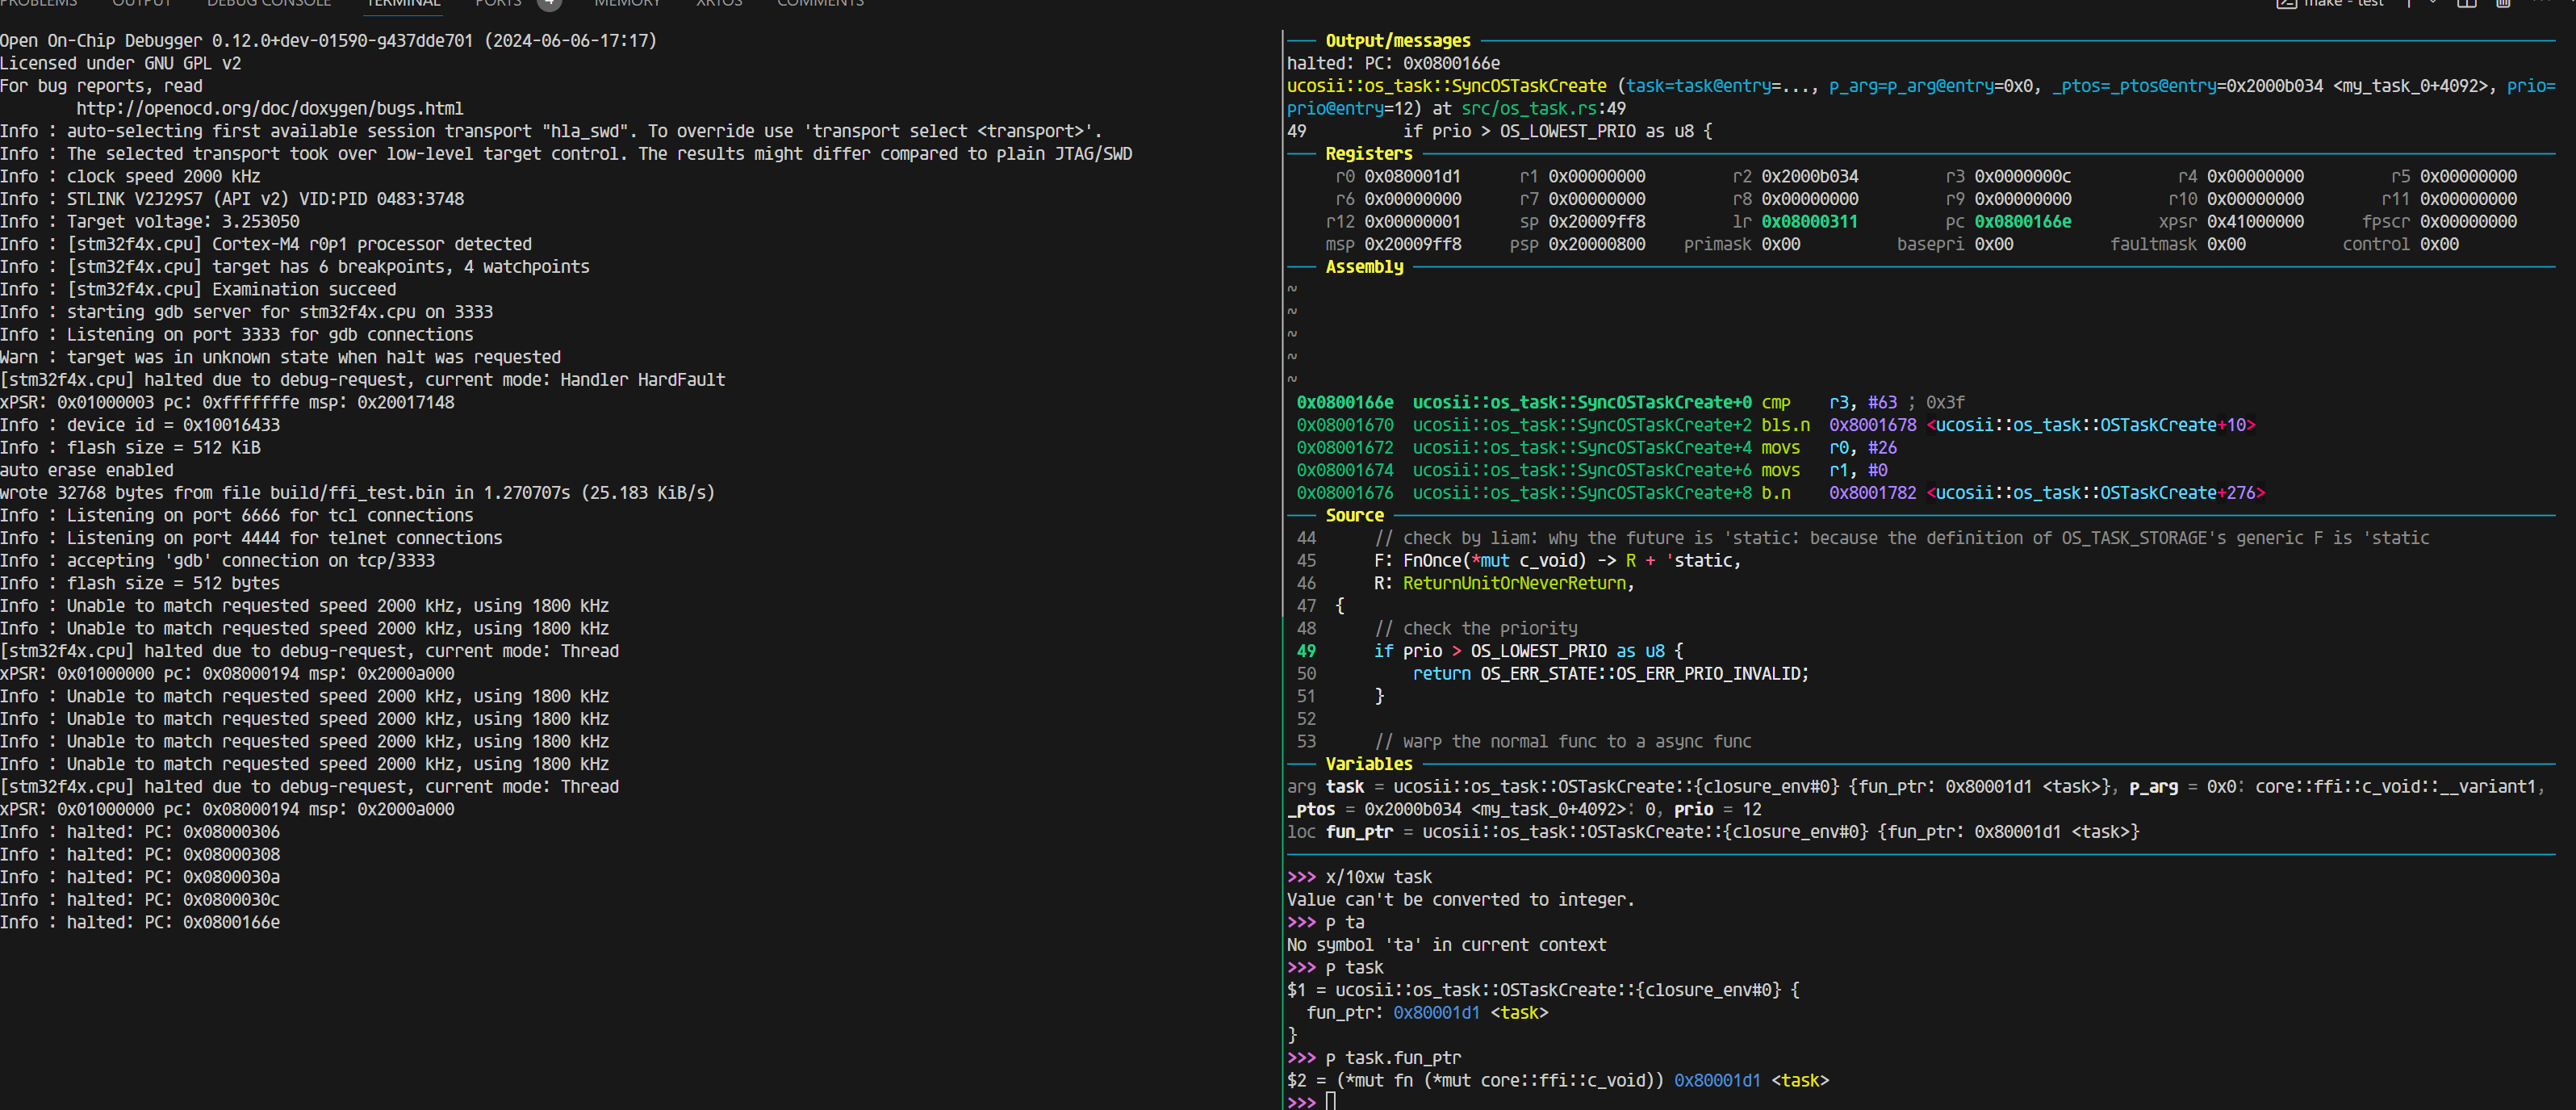 PROBLEMS OUTPUT DEBUG CONSOLE TERMINAL PORTS 4 MEMORY XRTOS COMMENTS make - test
Open On-Chip Debugger 0.12.0+dev-01590-g437dde701 (2024-06-06-17:17)
Licensed under GNU GPL v2
For bug reports, read
http://openocd.org/doc/doxygen/bugs.html
Info : auto-selecting first available session transport "hla_swd". To override use 'transport select <transport>'.
Info : The selected transport took over low-level target control. The results might differ compared to plain JTAG/SWD
Info : clock speed 2000 kHz
Info : STLINK V2J29S7 (API v2) VID:PID 0483:3748
Info : Target voltage: 3.253050
Info : [stm32f4x.cpu] Cortex-M4 r0p1 processor detected
Info : [stm32f4x.cpu] target has 6 breakpoints, 4 watchpoints
Info : [stm32f4x.cpu] Examination succeed
Info : starting gdb server for stm32f4x.cpu on 3333
Info : Listening on port 3333 for gdb connections
Warn : target was in unknown state when halt was requested
[stm32f4x.cpu] halted due to debug-request, current mode: Handler HardFault
xPSR: 0x01000003 pc: 0xfffffffe msp: 0x20017148
Info : device id = 0x10016433
Info : flash size = 512 KiB
auto erase enabled
wrote 32768 bytes from file build/ffi_test.bin in 1.270707s (25.183 KiB/s)
Info : Listening on port 6666 for tcl connections
Info : Listening on port 4444 for telnet connections
Info : accepting 'gdb' connection on tcp/3333
Info : flash size = 512 bytes
Info : Unable to match requested speed 2000 kHz, using 1800 kHz
Info : Unable to match requested speed 2000 kHz, using 1800 kHz
[stm32f4x.cpu] halted due to debug-request, current mode: Thread
xPSR: 0x01000000 pc: 0x08000194 msp: 0x2000a000
Info : Unable to match requested speed 2000 kHz, using 1800 kHz
Info : Unable to match requested speed 2000 kHz, using 1800 kHz
Info : Unable to match requested speed 2000 kHz, using 1800 kHz
Info : Unable to match requested speed 2000 kHz, using 1800 kHz
[stm32f4x.cpu] halted due to debug-request, current mode: Thread
xPSR: 0x01000000 pc: 0x08000194 msp: 0x2000a000
Info : halted: PC: 0x08000306
Info : halted: PC: 0x08000308
Info : halted: PC: 0x0800030a
Info : halted: PC: 0x0800030c
Info : halted: PC: 0x0800166e
Output/messages
halted: PC: 0x0800166e
ucosii::os_task::SyncOSTaskCreate (task=task@entry=..., p_arg=p_arg@entry=0x0, _ptos=_ptos@entry=0x2000b034 <my_task_0+4092>, prio=
prio@entry=12) at src/os_task.rs:49
49 if prio > OS_LOWEST_PRIO as u8 {
Registers
r0 0x080001d1 r1 0x00000000 r2 0x2000b034 r3 0x0000000c r4 0x00000000 r5 0x00000000
r6 0x00000000 r7 0x00000000 r8 0x00000000 r9 0x00000000 r10 0x00000000 r11 0x00000000
r12 0x00000001 sp 0x20009ff8 lr 0x08000311 pc 0x0800166e xpsr 0x41000000 fpscr 0x00000000
msp 0x20009ff8 psp 0x20000800 primask 0x00 basepri 0x00 faultmask 0x00 control 0x00
Assembly
~
~
~
~
~
0x0800166e ucosii::os_task::SyncOSTaskCreate+0 cmp r3, #63 ; 0x3f
0x08001670 ucosii::os_task::SyncOSTaskCreate+2 bls.n 0x8001678 <ucosii::os_task::OSTaskCreate+10>
0x08001672 ucosii::os_task::SyncOSTaskCreate+4 movs r0, #26
0x08001674 ucosii::os_task::SyncOSTaskCreate+6 movs r1, #0
0x08001676 ucosii::os_task::SyncOSTaskCreate+8 b.n 0x8001782 <ucosii::os_task::OSTaskCreate+276>
Source
44 // check by liam: why the future is 'static: because the definition of OS_TASK_STORAGE's generic F is 'static
45 F: FnOnce(*mut c_void) -> R + 'static,
46 R: ReturnUnitOrNeverReturn,
47 {
48 // check the priority
49 if prio > OS_LOWEST_PRIO as u8 {
50 return OS_ERR_STATE::OS_ERR_PRIO_INVALID;
51 }
52
53 // warp the normal func to a async func
Variables
arg task = ucosii::os_task::OSTaskCreate::{closure_env#0} {fun_ptr: 0x80001d1 <task>}, p_arg = 0x0: core::ffi::c_void::__variant1,
_ptos = 0x2000b034 <my_task_0+4092>: 0, prio = 12
loc fun_ptr = ucosii::os_task::OSTaskCreate::{closure_env#0} {fun_ptr: 0x80001d1 <task>}
>>> x/10xw task
Value can't be converted to integer.
>>> p ta
No symbol 'ta' in current context
>>> p task
$1 = ucosii::os_task::OSTaskCreate::{closure_env#0} {
fun_ptr: 0x80001d1 <task>
}
>>> p task.fun_ptr
$2 = (*mut fn (*mut core::ffi::c_void)) 0x80001d1 <task>
>>>